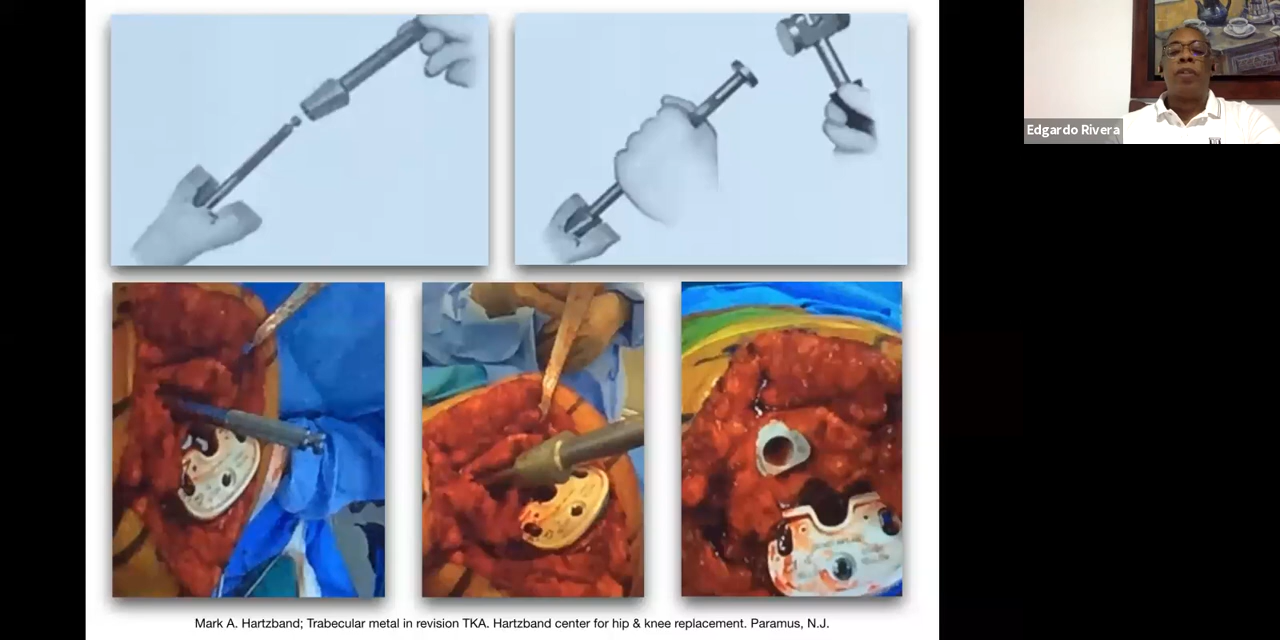 Edgardo Rivera
Mark A. Hartzband; Trabecular metal in revision TKA. Hartzband center for hip & knee replacement. Paramus, N.J.